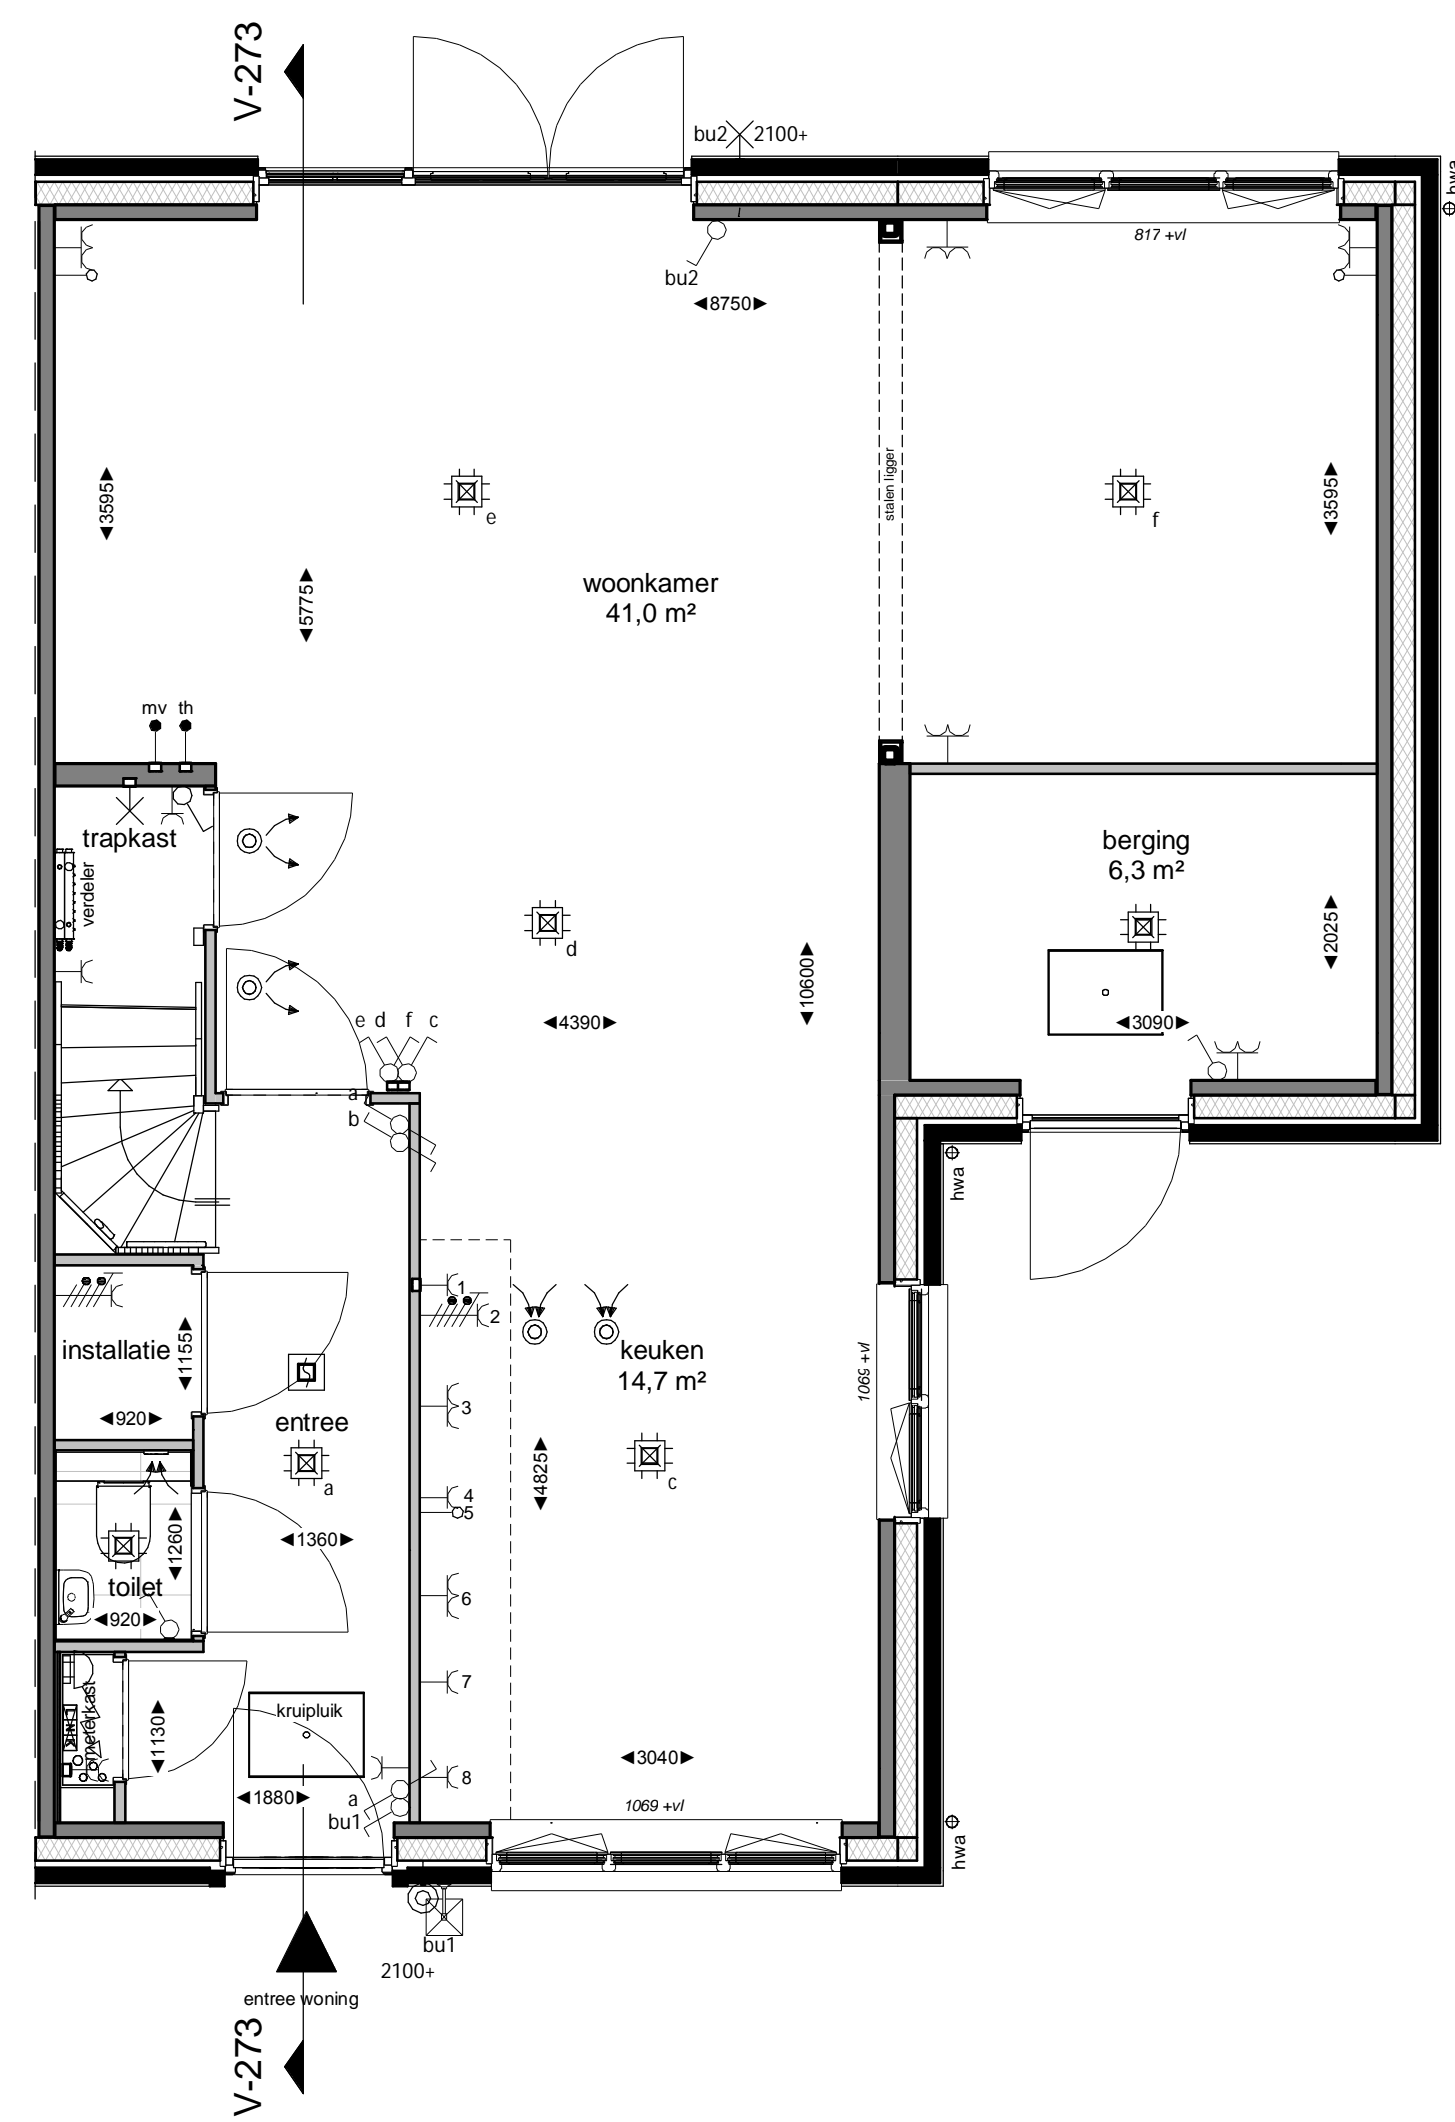 V-273
bu2 2100+
hwa
817 +vl
bu2
8750
3595
stalen ligger
3595
e
f
woonkamer
41,0 m²
5775
mv th
trapkast
verdeler
berging
6,3 m²
d
2025
10600
e d f c
4390
3090
a
b
hwa
1
2
installatie
1155
keuken
14,7 m²
1069 +vl
3
920
entree
a
4825
c
4
5
1260
1360
toilet
920
6
7
meterkast
kruipluik
1130
3040
8
1880
a
bu1
1069 +vl
hwa
bu1
2100+
entree woning
V-273